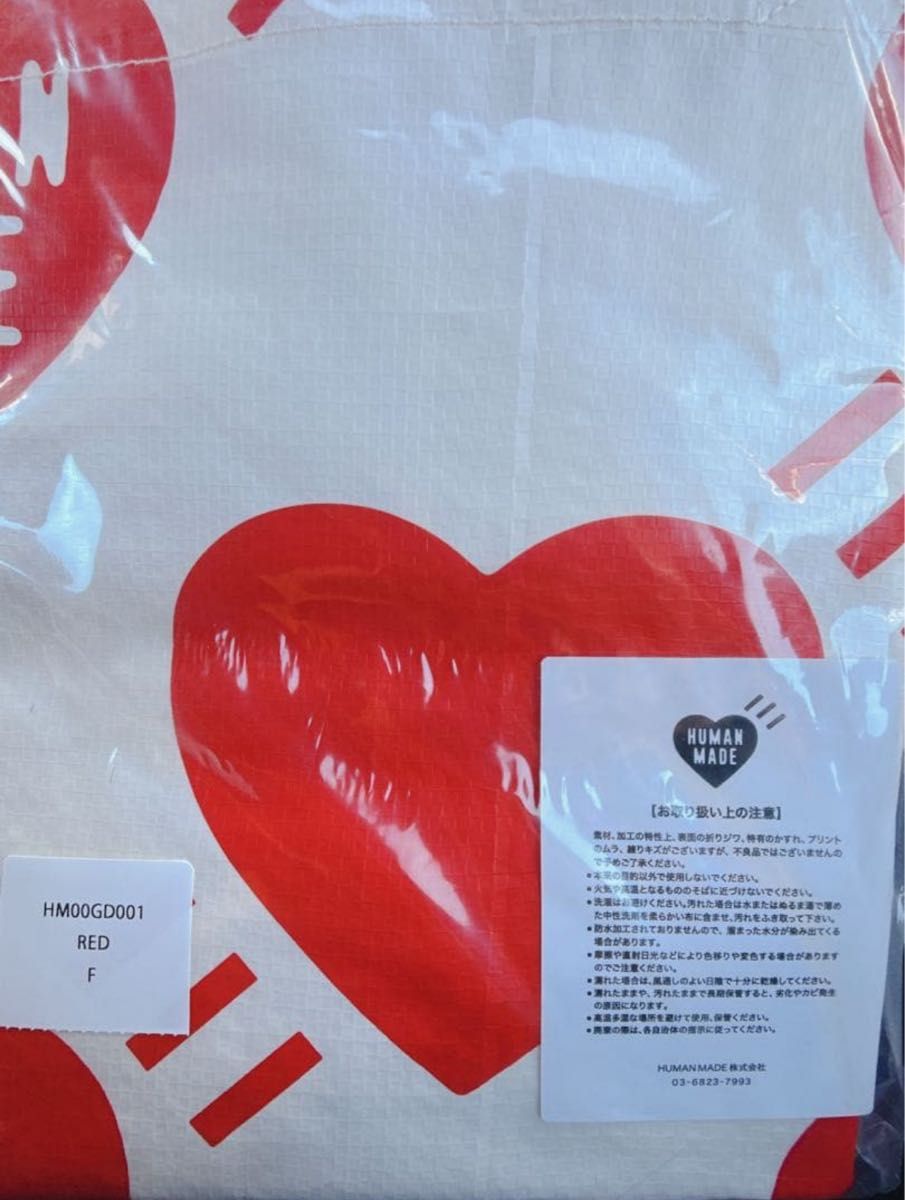 HUMAN
MADE
【お取り扱い上の注意】
素材、加工の特性上、表面の折りジワ、特有のかすれ、プリント
のムラ、練りキズがございますが、不良品ではございませんの
で予めご了承ください。
●本来の目的以外で使用しないでください。
●火気や高温となるもののそばに近づけないでください。
●洗濯はお避けください。汚れた場合は水またはぬるま湯で薄め
た中性洗剤を柔らかい布に含ませ、汚れをふき取って下さい。
●防水加工されておりませんので、溜まった水分が染み出てくる
場合があります。
●摩擦や直射日光などにより色移りや変色する場合があります
のでご注意ください。
●濡れた場合は、風通しのよい日陰で十分に乾燥してください。
●濡れたままや、汚れたままで長期保管すると、劣化やカビ発生
の原因になります。
●高温多湿な場所を避けて使用、保管ください。
●廃棄の際は、各自治体の指示に従ってください。
HUMAN MADE 株式会社
03-6823-7993
HM00GD001
RED
F